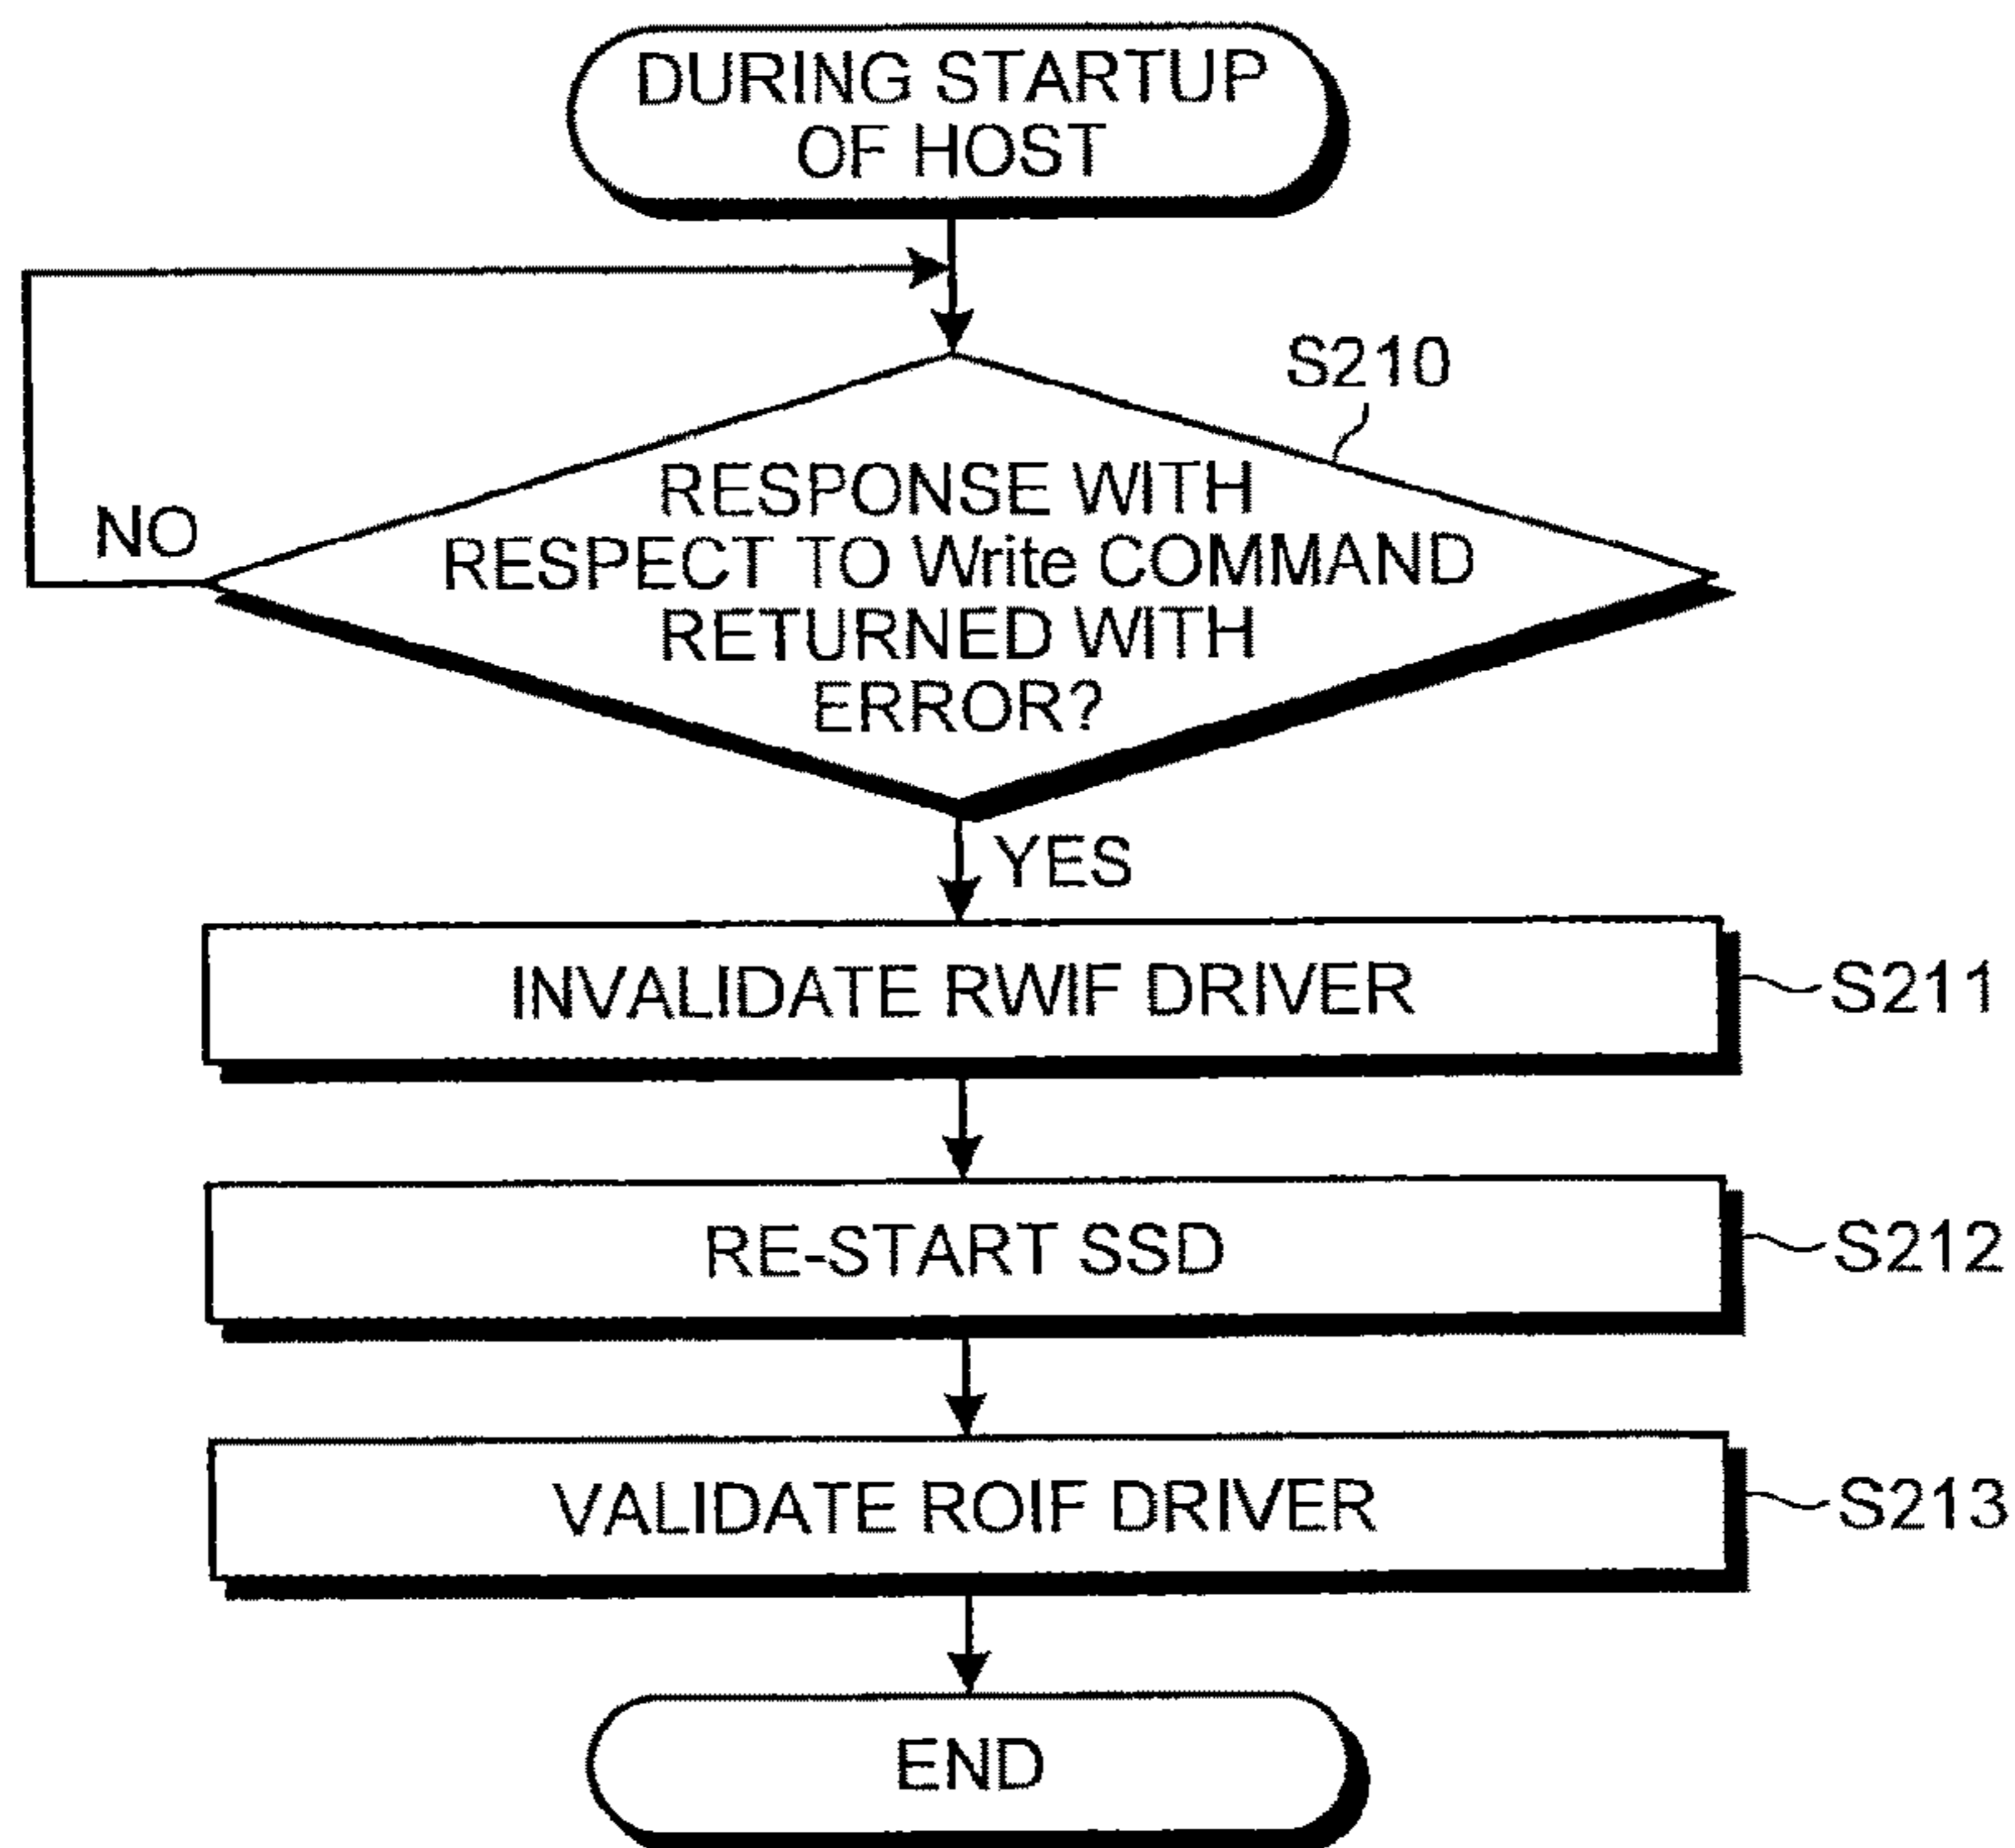 DURING STARTUP
OF HOST
S210
RESPONSE WITH
RESPECT TO Write COMMAND
RETURNED WITH
ERROR?
NO
YES
INVALIDATE RWIF DRIVER
S211
RE-START SSD
S212
VALIDATE ROIF DRIVER
S213
END